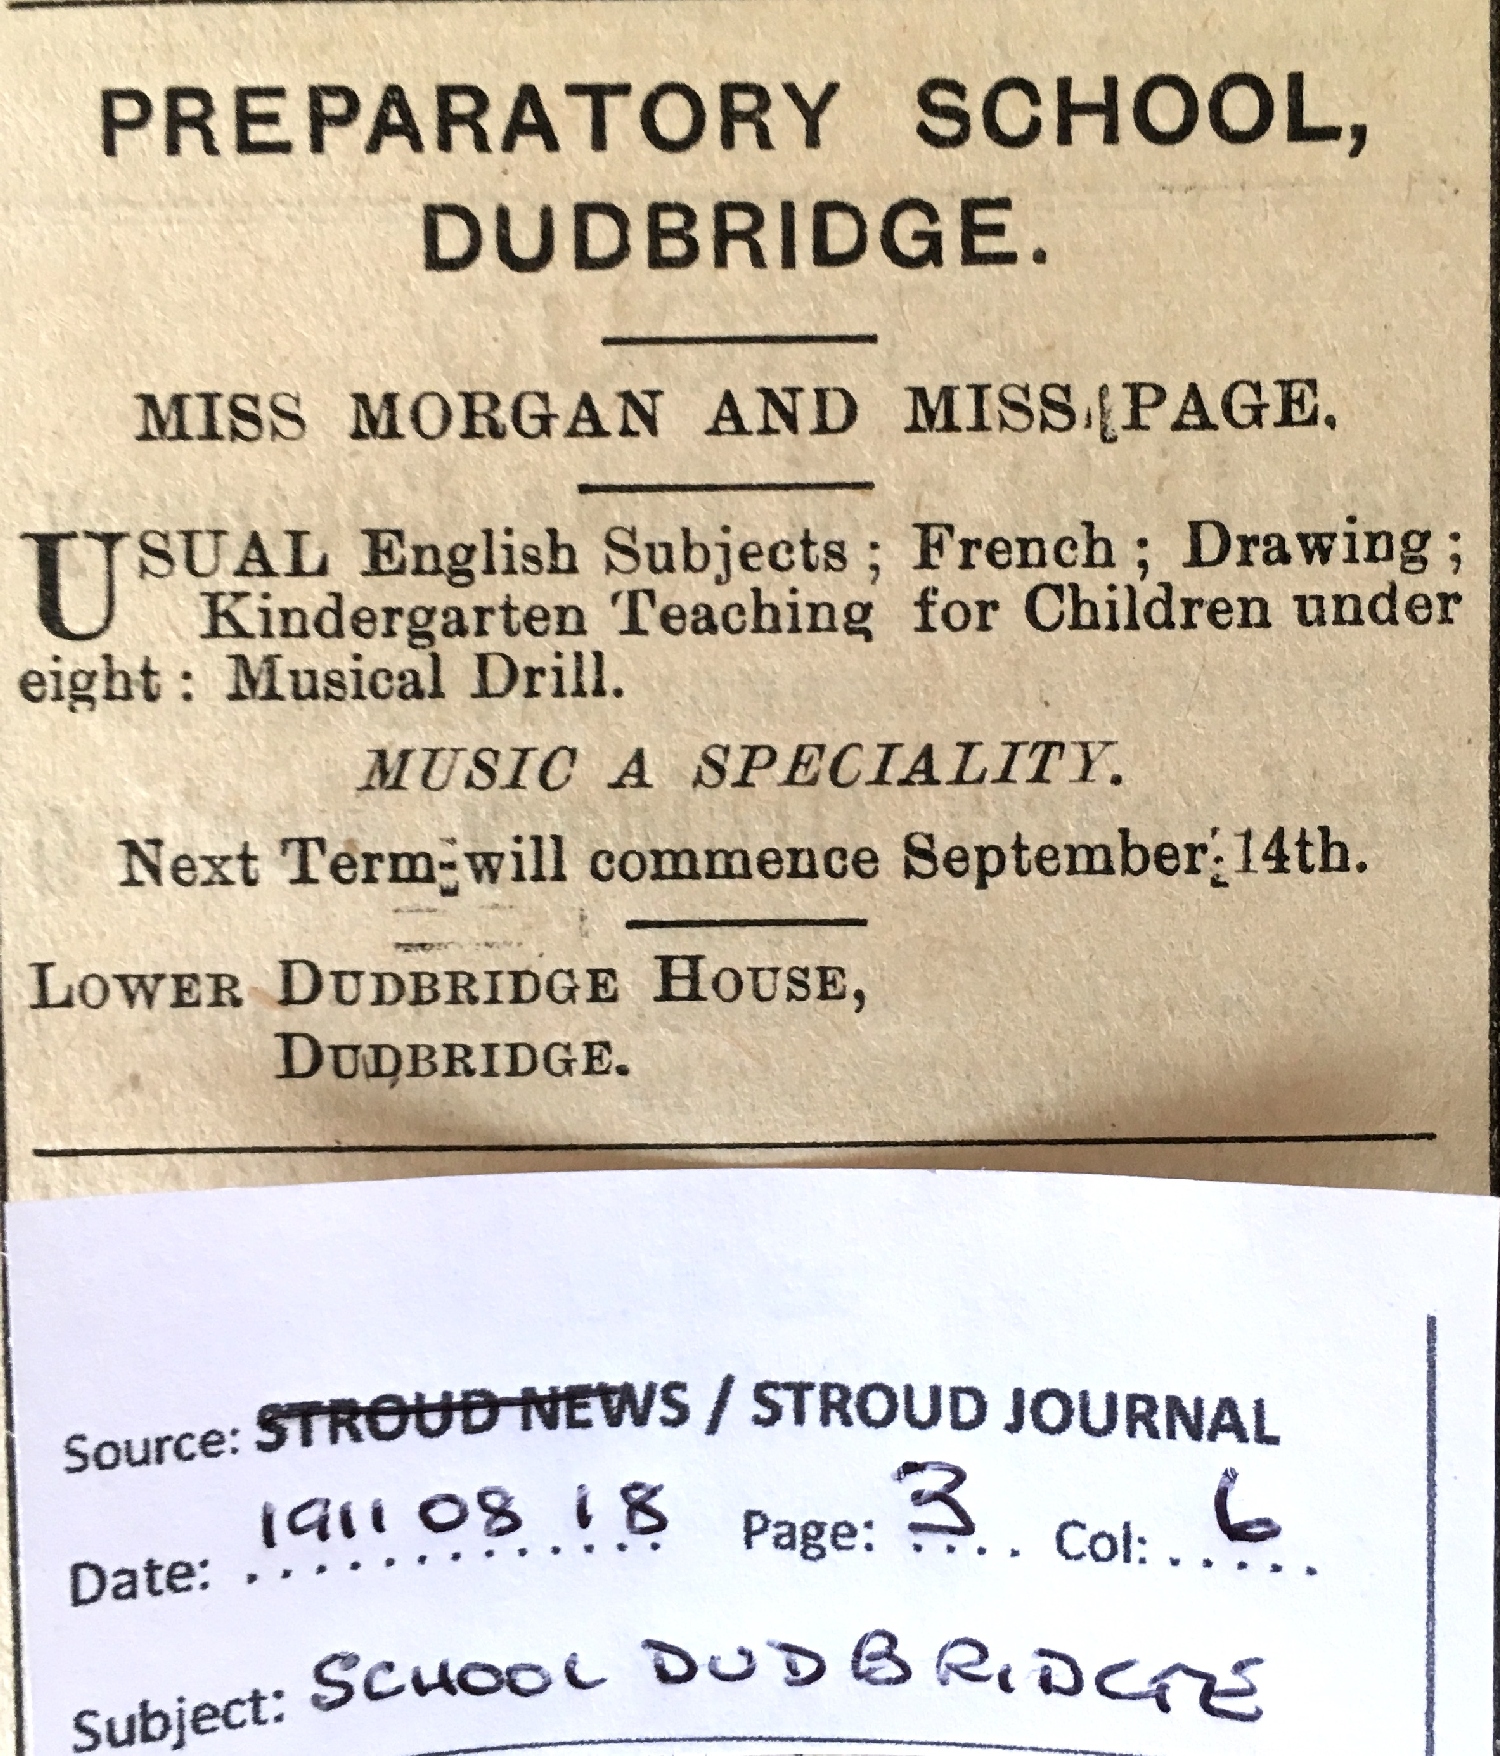 PREPARATORY SCHOOL,
DUDBRIDGE.
MISS MORGAN AND MISS PAGE.
USUAL English Subjects; French; Drawing;
Kindergarten Teaching for Children under
eight: Musical Drill.
MUSIC A SPECIALITY.
Next Term will commence September 14th.
LOWER DUDBRIDGE HOUSE,
DUDBRIDGE.
Source: STROUD NEWS / STROUD JOURNAL
Date: 1911 08 18 Page: 3 Col: 6
Subject: SCHOOL DUDBRIDGE